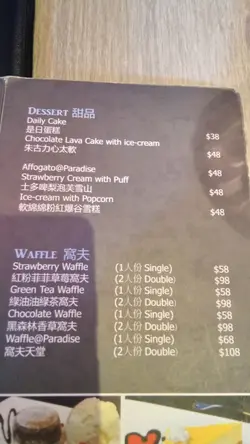 DESSERT 甜品
Daily Cake
是日蛋糕 $38
Chocolate Lava Cake with ice-cream
朱古力心太軟 $48
Affogato@Paradise $48
Strawberry Cream with Puff
士多啤梨泡芙雪山 $48
Ice-cream with Popcorn
軟綿綿粉紅爆谷雪糕 $48
WAFFLE 窩夫
Strawberry Waffle (1人份 Single) $58
紅粉菲菲草莓窩夫 (2人份 Double) $98
Green Tea Waffle (1人份 Single) $58
綠油油綠茶窩夫 (2人份 Double) $98
Chocolate Waffle (1人份 Single) $58
黑森林香草窩夫 (2人份 Double) $98
Waffle@Paradise (1人份 Single) $68
窩夫天堂 (2人份 Double) $108